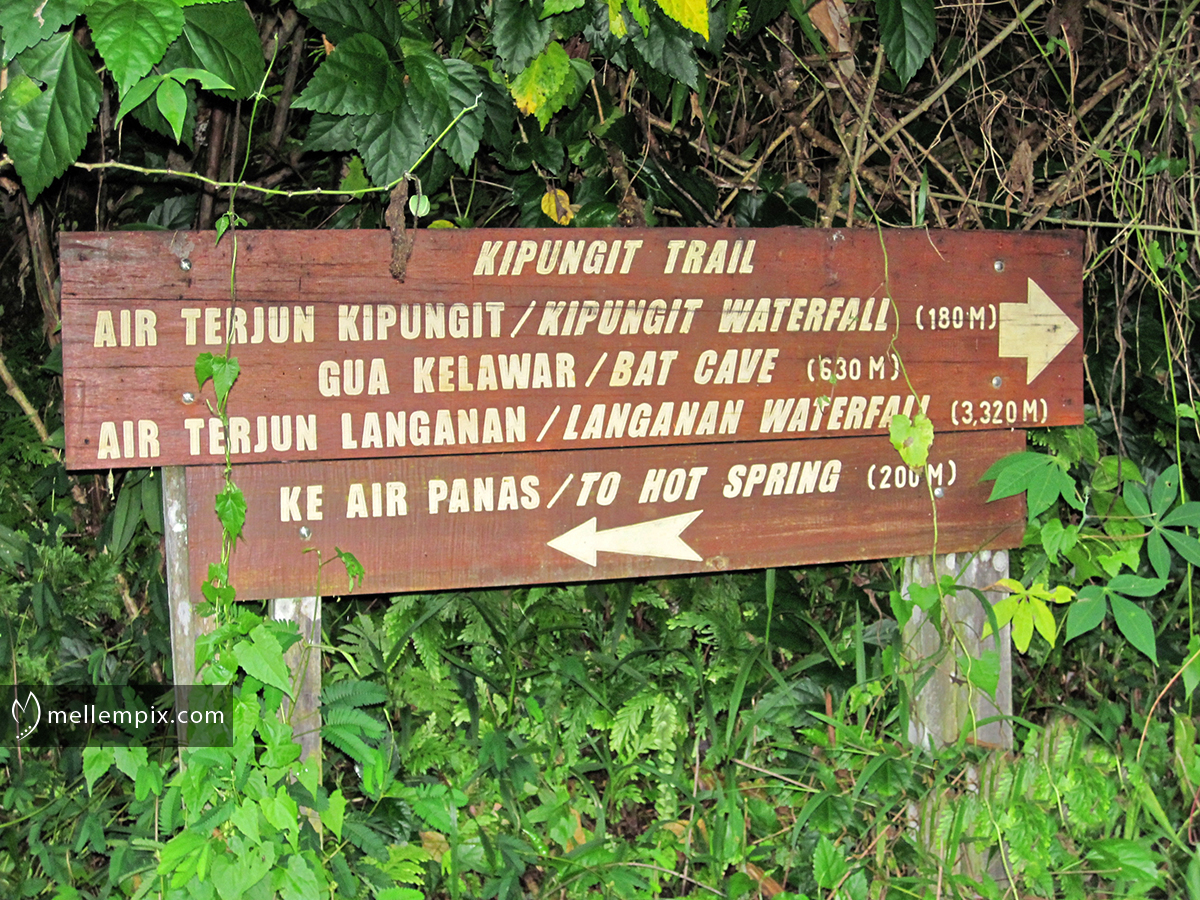 KIPUNGIT TRAIL
AIR TERJUN KIPUNGIT/KIPUNGIT WATERFALL (180M)
GUA KELAWAR/BAT CAVE (630 M)
AIR TERJUN LANGANAN/LANGANAN WATERFALL (3,320 M)
KE AIR PANAS/TO HOT SPRING (200 M)
mellempix.com